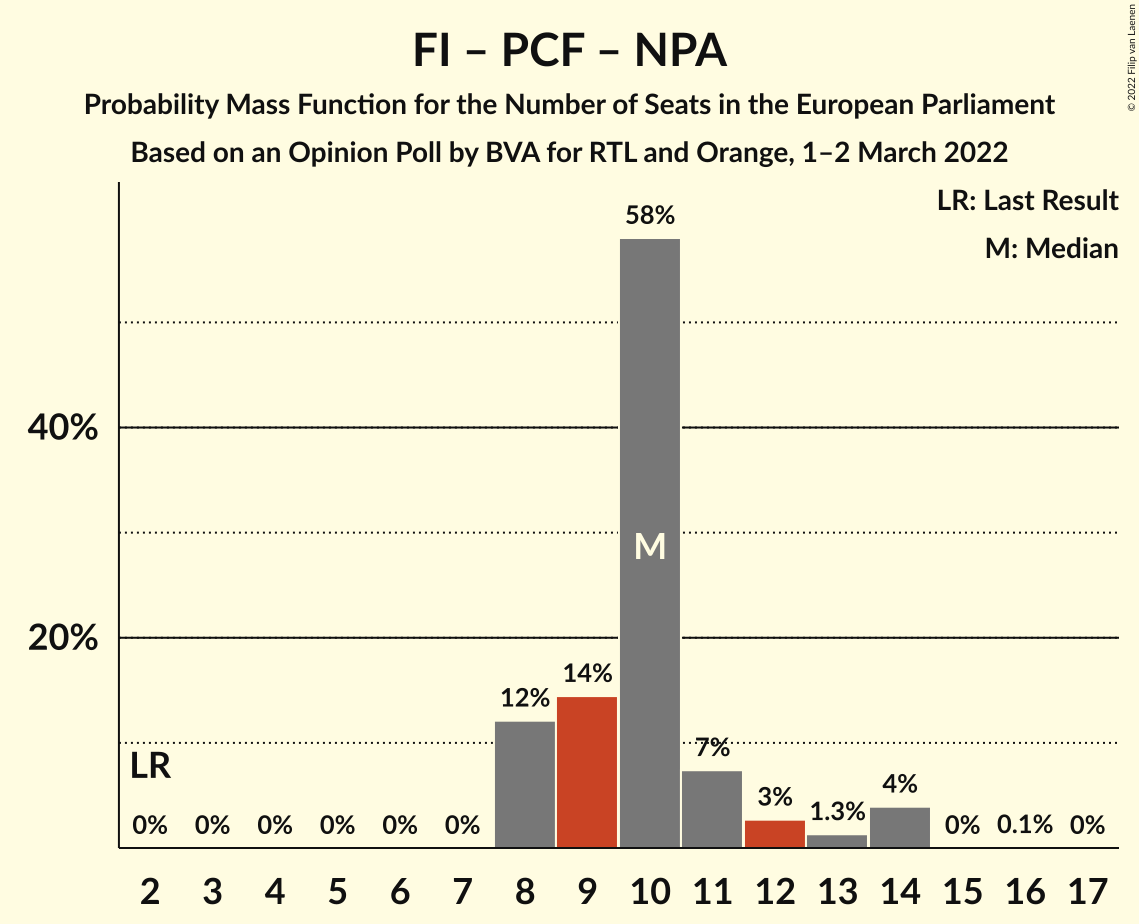 FI – PCF – NPA
Probability Mass Function for the Number of Seats in the European Parliament
Based on an Opinion Poll by BVA for RTL and Orange, 1–2 March 2022
© 2022 Filip van Laenen
LR: Last Result
M: Median
58%
40%
M
20%
14%
12%
7%
LR
4%
3%
1.3%
0% 0% 0% 0% 0% 0% 0% 0.1% 0%
2 3 4 5 6 7 8 9 10 11 12 13 14 15 16 17